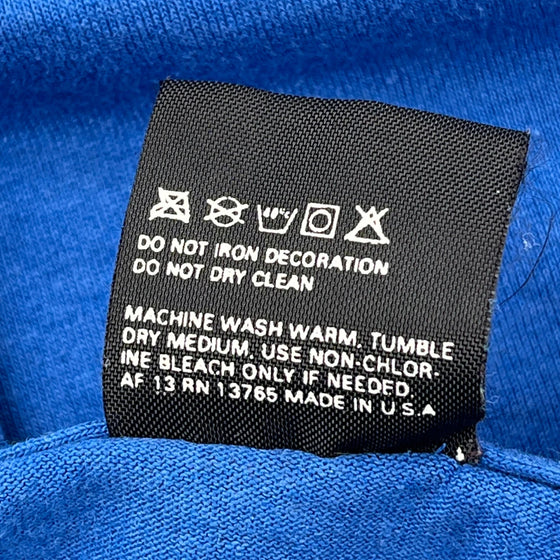 40°C
DO NOT IRON DECORATION
DO NOT DRY CLEAN
MACHINE WASH WARM, TUMBLE
DRY MEDIUM, USE NON-CHLOR-
INE BLEACH ONLY IF NEEDED
AF 13 RN 13765 MADE IN U.S.A